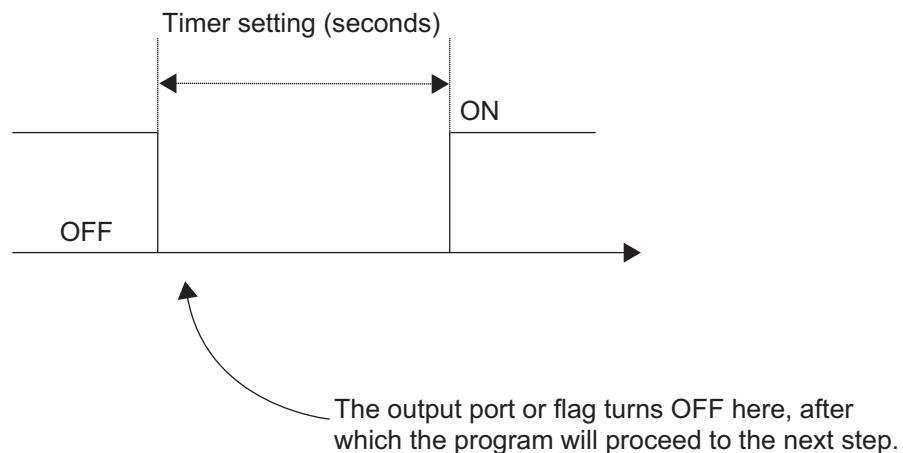 Timer setting (seconds)
ON
OFF
The output port or flag turns OFF here, after
which the program will proceed to the next step.